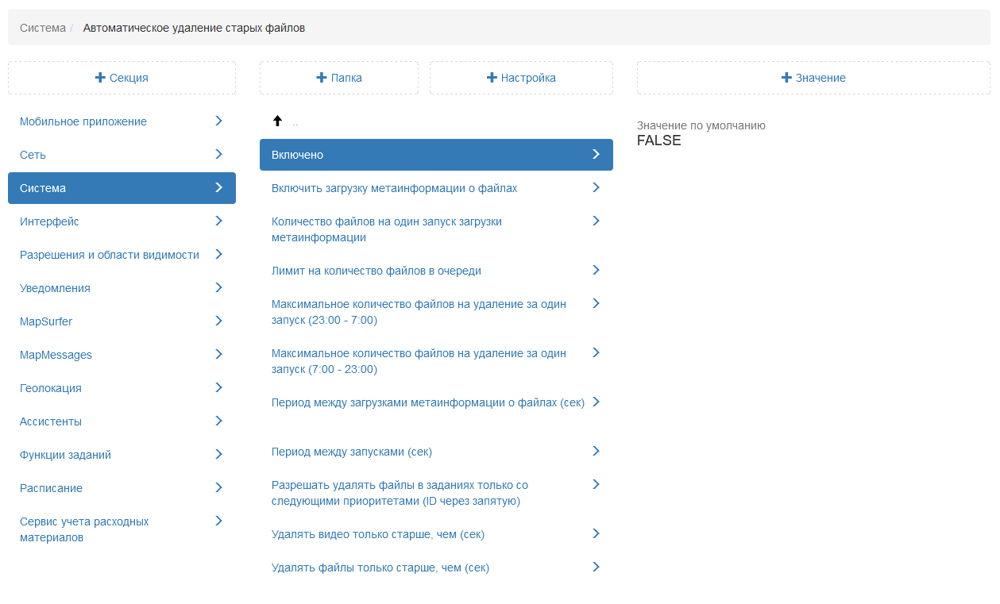 Система / Автоматическое удаление старых файлов
Секция
Папка
Настройка
Значение
Мобильное приложение
Сеть
Система
Интерфейс
Разрешения и области видимости
Уведомления
MapSurfer
MapMessages
Геолокация
Ассистенты
Функции заданий
Расписание
Сервис учета расходных
материалов
..
Включено
Включить загрузку метаинформации о файлах
Количество файлов на один запуск загрузки
метаинформации
Лимит на количество файлов в очереди
Максимальное количество файлов на удаление за один
запуск (23:00 - 7:00)
Максимальное количество файлов на удаление за один
запуск (7:00 - 23:00)
Период между загрузками метаинформации о файлах (сек)
Период между запусками (сек)
Разрешать удалять файлы в заданиях только со
следующими приоритетами (ID через запятую)
Удалять видео только старше, чем (сек)
Удалять файлы только старше, чем (сек)
Значение по умолчанию
FALSE